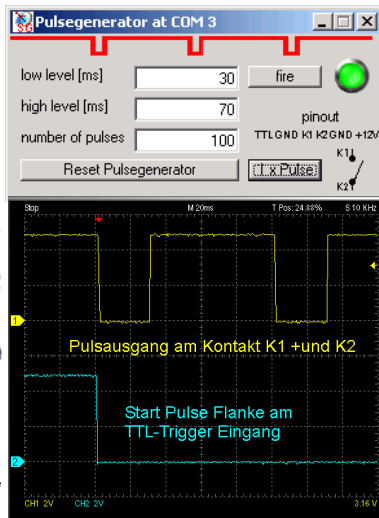 Pulsegenerator at COM 3
low level [ms] 30 fire
high level [ms] 70
pinout
number of pulses 100
TTL GND K1 K2 GND +12V
Reset Pulsegenerator 1 x Pulse
K1
K2
Stop M 20ms T Pos: 24.88% S 10 KHz
1
Pulsausgang am Kontakt K1 +und K2
Start Pulse Flanke am
TTL-Trigger Eingang
2
CH1 2V CH2 2V 3.16 V